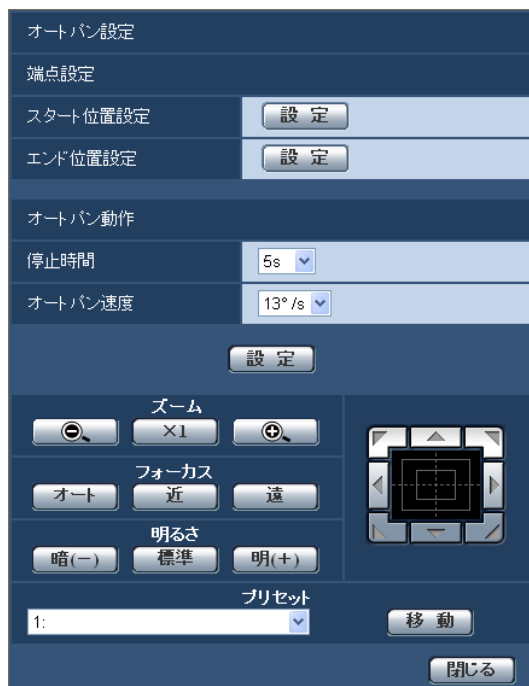 オートパン設定
端点設定
スタート位置設定 設 定
エンド位置設定 設 定
オートパン動作
停止時間 5s
オートパン速度 13°/s
設 定
ズーム
×1
フォーカス
オート 近 遠
明るさ
暗(－) 標準 明(+)
プリセット
1: 移 動
閉じる